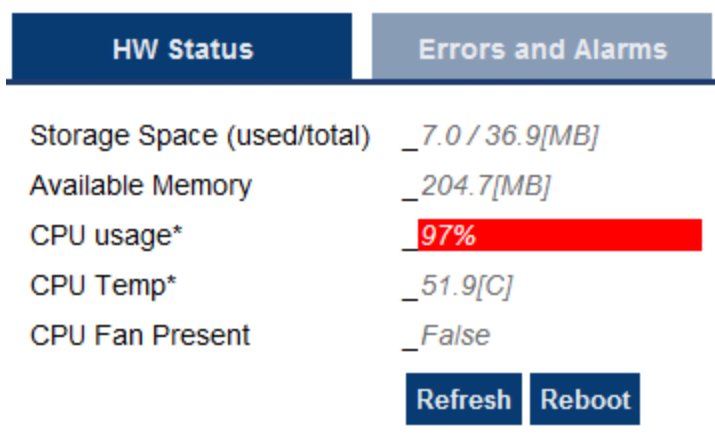 HW Status Errors and Alarms
Storage Space (used/total) _7.0 / 36.9[MB]
Available Memory _204.7[MB]
CPU usage* _97%
CPU Temp* _51.9[C]
CPU Fan Present _False
Refresh Reboot